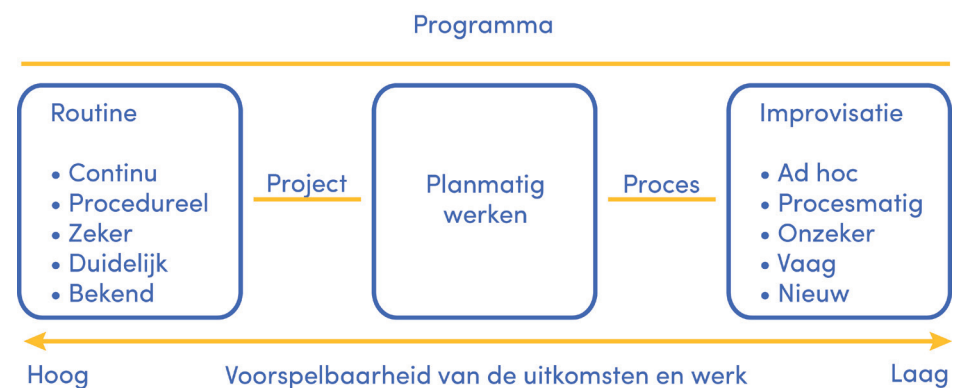 Programma
Routine
• Continu
• Procedureel
• Zeker
• Duidelijk
• Bekend
Project
Planmatig
werken
Proces
Improvisatie
• Ad hoc
• Procesmatig
• Onzeker
• Vaag
• Nieuw
Hoog
Voorspelbaarheid van de uitkomsten en werk
Laag